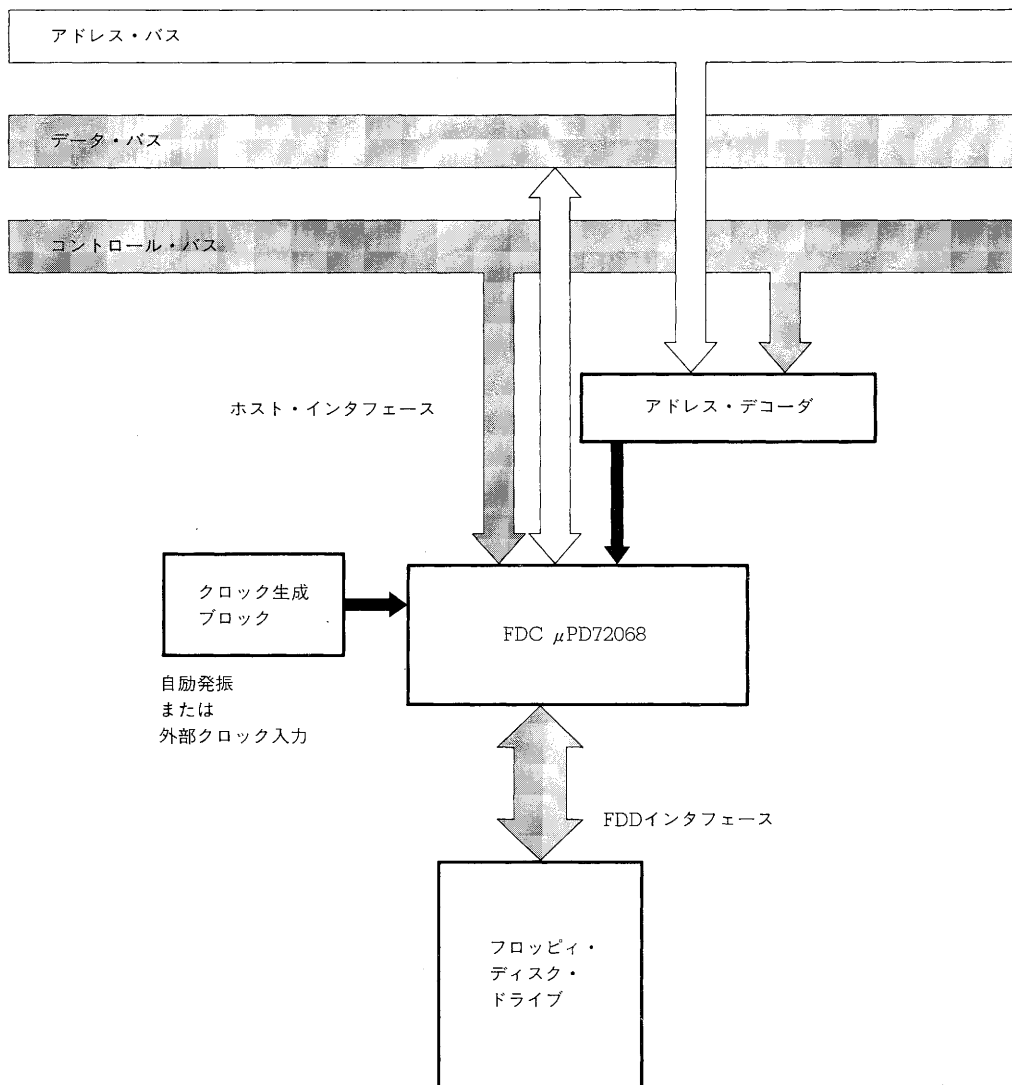 アドレス・バス
データ・バス
コントロール・バス
ホスト・インタフェース
アドレス・デコーダ
クロック生成
ブロック
FDC μPD72068
自励発振
または
外部クロック入力
FDDインタフェース
フロッピィ・
ディスク・
ドライブ